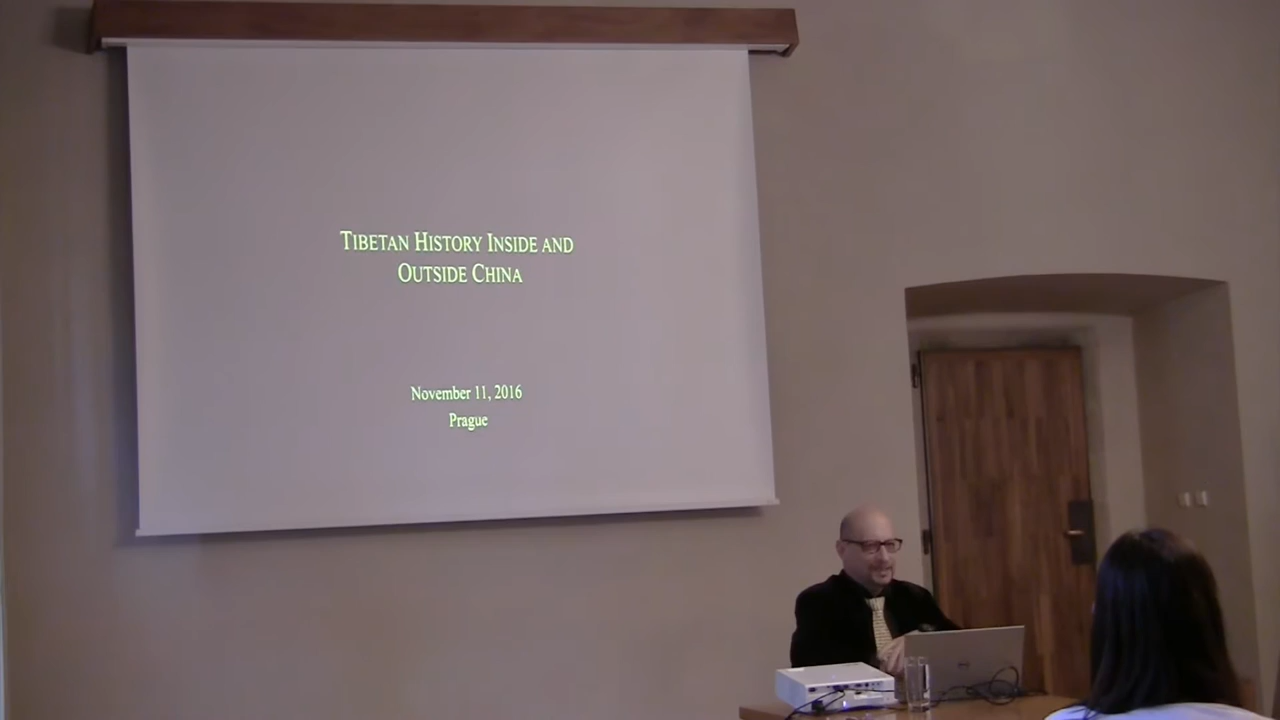 TIBETAN HISTORY INSIDE AND
OUTSIDE CHINA
November 11, 2016
Prague